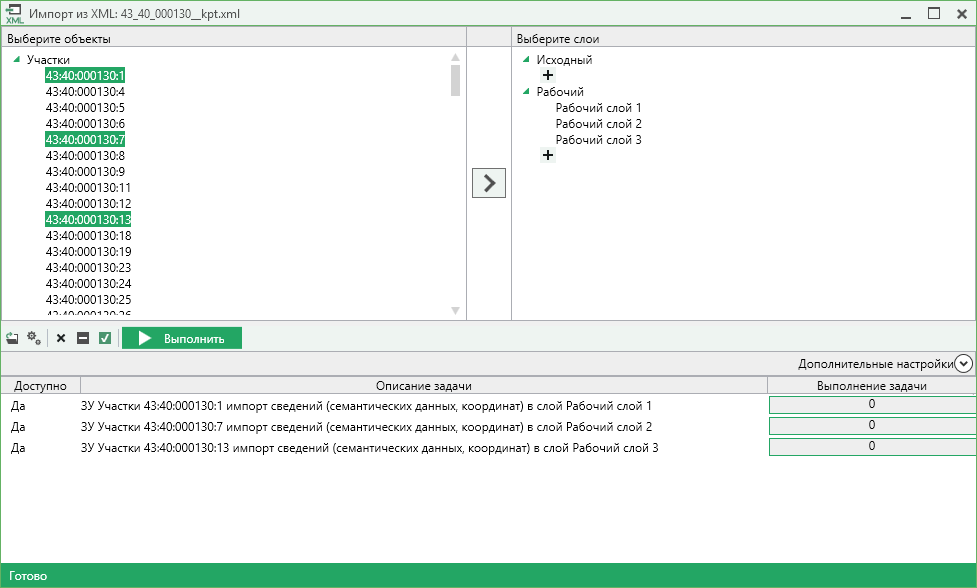 XML
Импорт из XML: 43_40_000130__kpt.xml
Выберите объекты
Выберите слои
Участки
43:40:000130:1
43:40:000130:4
43:40:000130:5
43:40:000130:6
43:40:000130:7
43:40:000130:8
43:40:000130:9
43:40:000130:11
43:40:000130:12
43:40:000130:13
43:40:000130:18
43:40:000130:19
43:40:000130:23
43:40:000130:24
43:40:000130:25
43:40:000130:26
Исходный
Рабочий
Рабочий слой 1
Рабочий слой 2
Рабочий слой 3
Выполнить
Дополнительные настройки
Доступно Описание задачи Выполнение задачи
Да ЗУ Участки 43:40:000130:1 импорт сведений (семантических данных, координат) в слой Рабочий слой 1 0
Да ЗУ Участки 43:40:000130:7 импорт сведений (семантических данных, координат) в слой Рабочий слой 2 0
Да ЗУ Участки 43:40:000130:13 импорт сведений (семантических данных, координат) в слой Рабочий слой 3 0
Готово